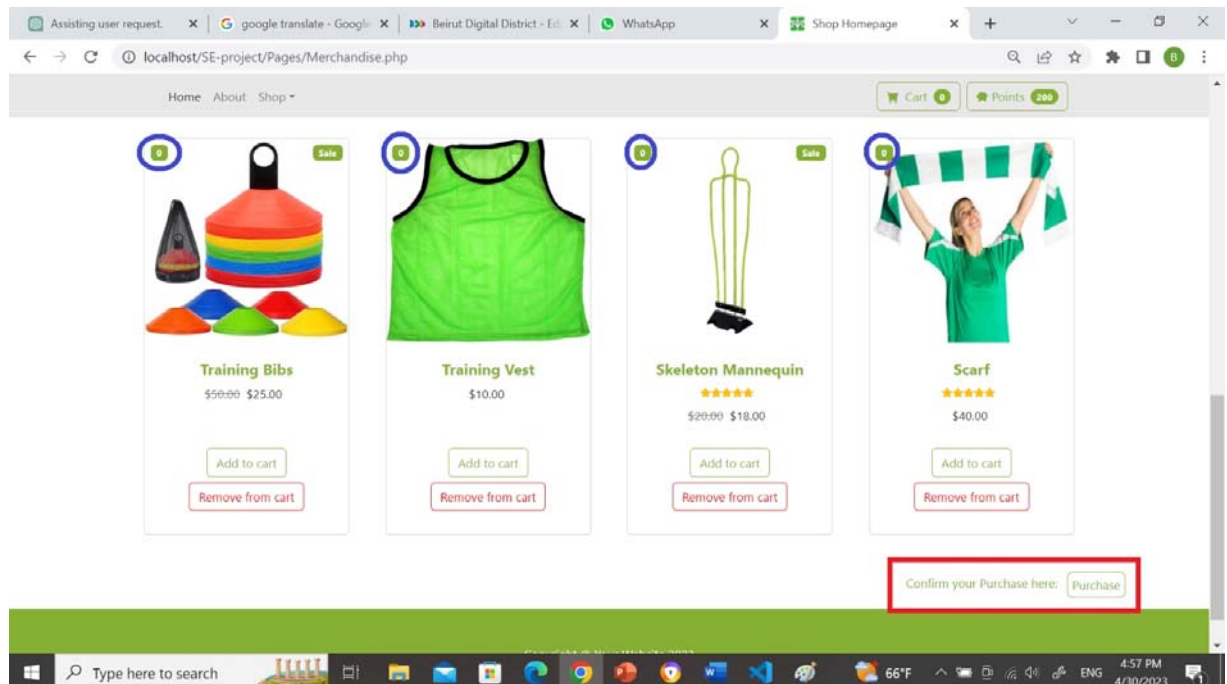 Assisting user request.
google translate - Google
Beirut Digital District - Ed
WhatsApp
Shop Homepage
localhost/SE-project/Pages/Merchandise.php
B
Home About Shop
Cart 0
Points 200
0
Sale
0
0
Sale
0
Training Bibs
$50.00 $25.00
Add to cart
Remove from cart
Training Vest
$10.00
Add to cart
Remove from cart
Skeleton Mannequin
$20.00 $18.00
Add to cart
Remove from cart
Scarf
$40.00
Add to cart
Remove from cart
Confirm your Purchase here: Purchase
Type here to search
66°F
ENG
4:57 PM
4/30/2023